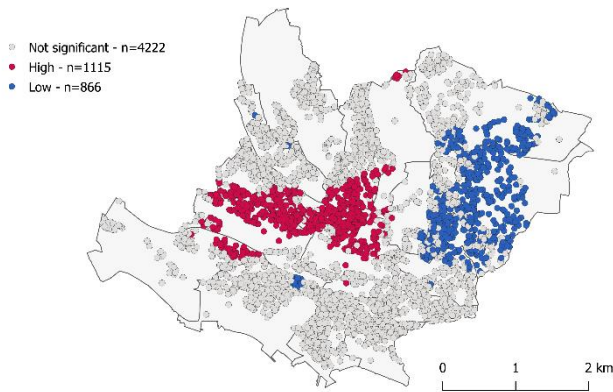 Not significant - n=4222
High - n=1115
Low - n=866
0 1 2 km